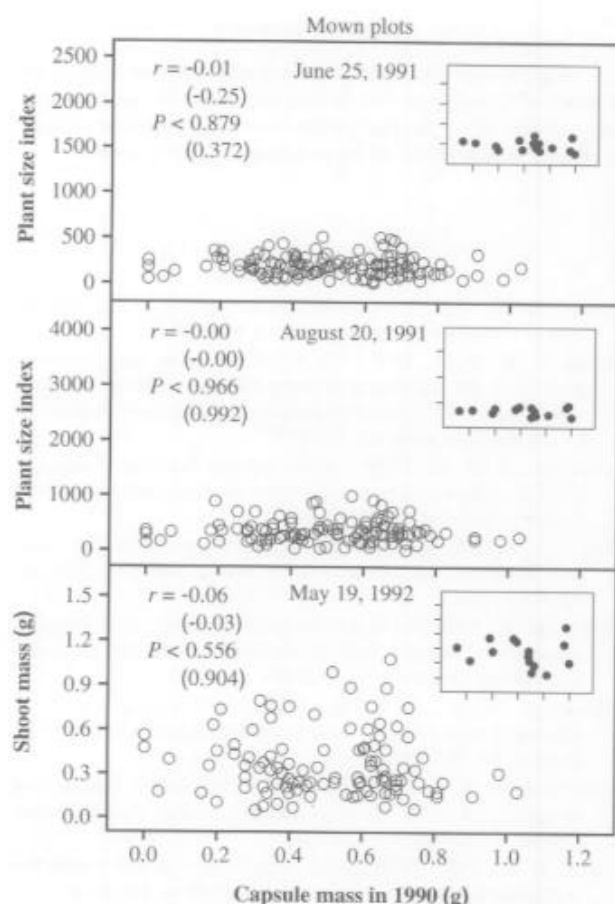 Mown plots
2500
2000
1500
1000
500
0
Plant size index
r = -0.01
(-0.25)
P < 0.879
(0.372)
June 25, 1991
4000
3000
2000
1000
0
Plant size index
r = -0.00
(-0.00)
P < 0.966
(0.992)
August 20, 1991
1.5
1.2
0.9
0.6
0.3
0.0
Shoot mass (g)
r = -0.06
(-0.03)
P < 0.556
(0.904)
May 19, 1992
0.0 0.2 0.4 0.6 0.8 1.0 1.2
Capsule mass in 1990 (g)